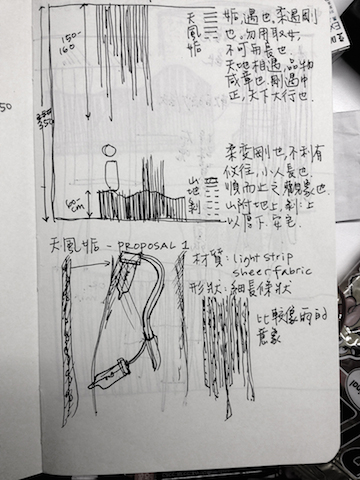 150-
160
350
60-
cm
50
天風姤
姤，遇也，柔遇剛
也。勿用取女，
不可與長也
天地相遇，品物
咸章也，剛遇中
正，天下大行也。
山地剝
柔變剛也，不利有
攸往，小人長也。
順而止之，觀象也。
山附地上，剝；上
以厚下，安宅。
天風姤 - PROPOSAL 1
材質：light strip
sheer fabric
形狀：細長條狀
比較像雨的
意象